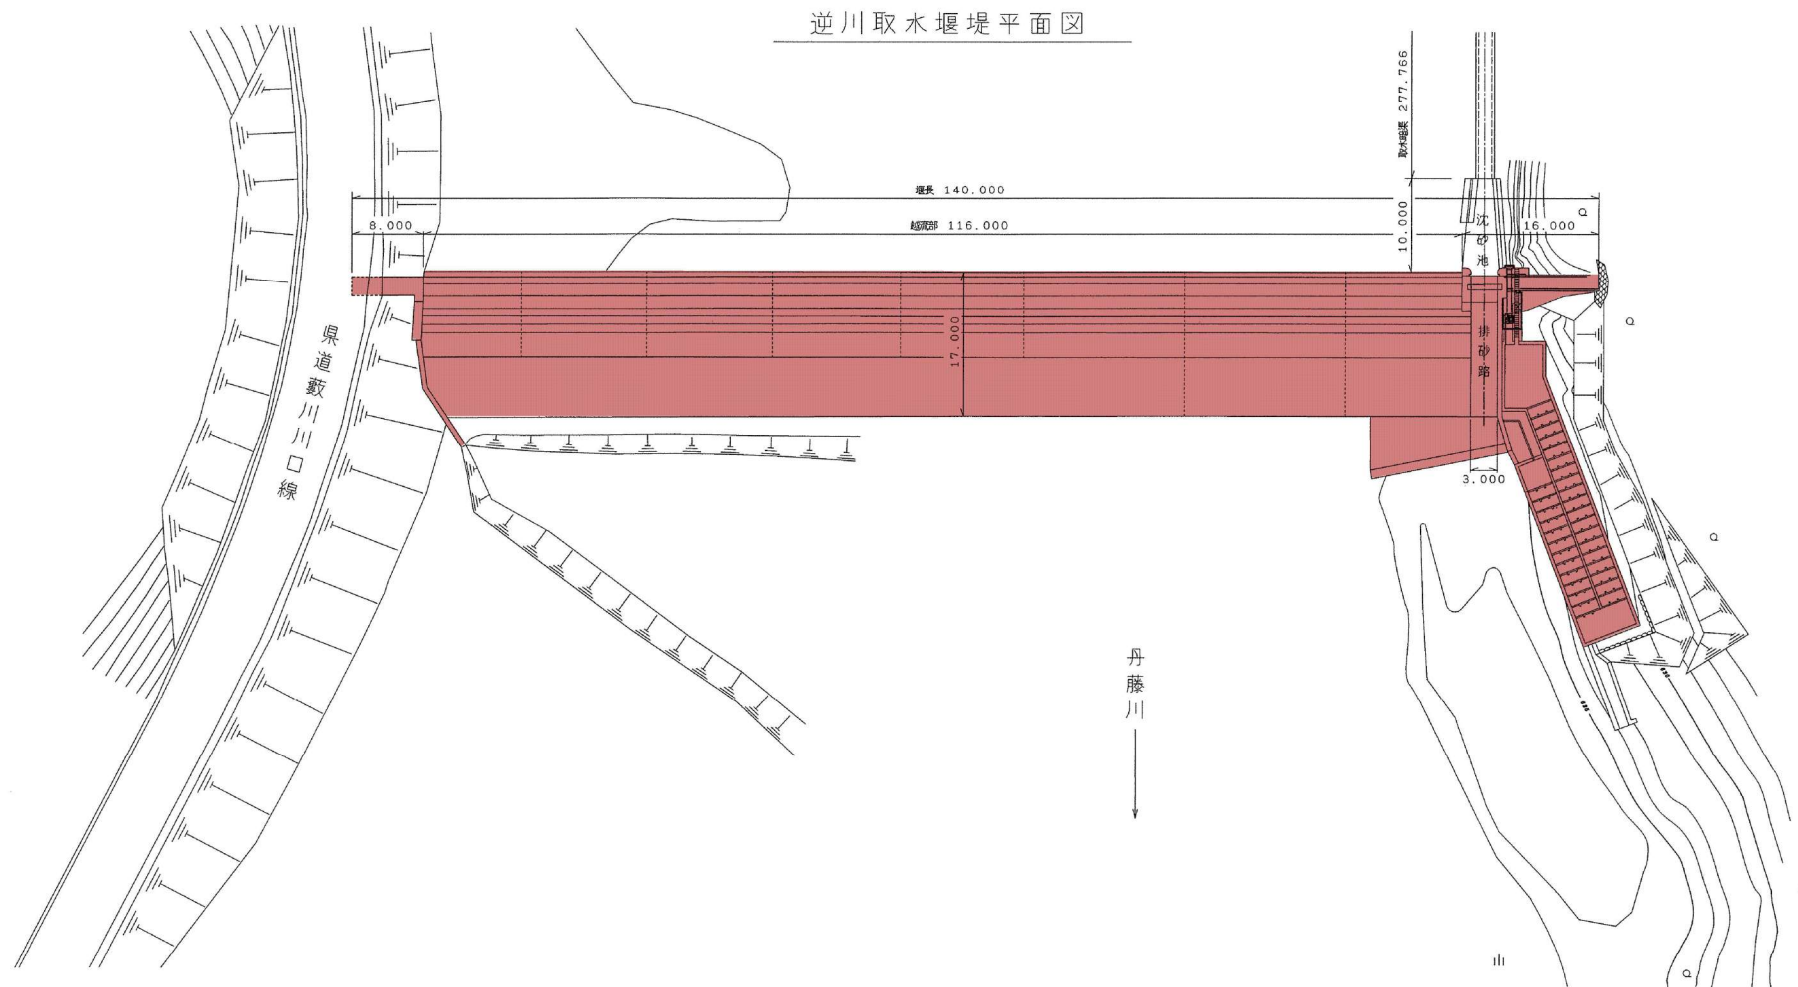 逆川取水堰堤平面図
取水暗渠 277.766
堰長 140.000
8.000
越流部 116.000
10.000
16.000
沈砂池
17.000
排砂路
県道藪川川口線
3.000
丹藤川